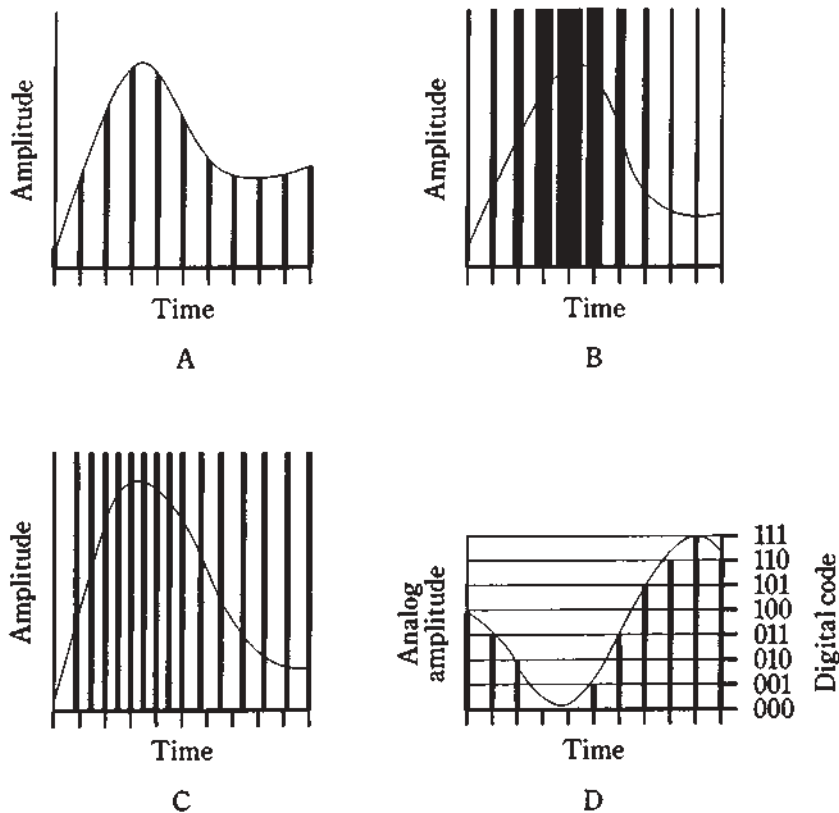 Amplitude
Time
A
Amplitude
Time
B
Amplitude
Time
C
Analog
amplitude
111
110
101
100
011
010
001
000
Digital code
Time
D